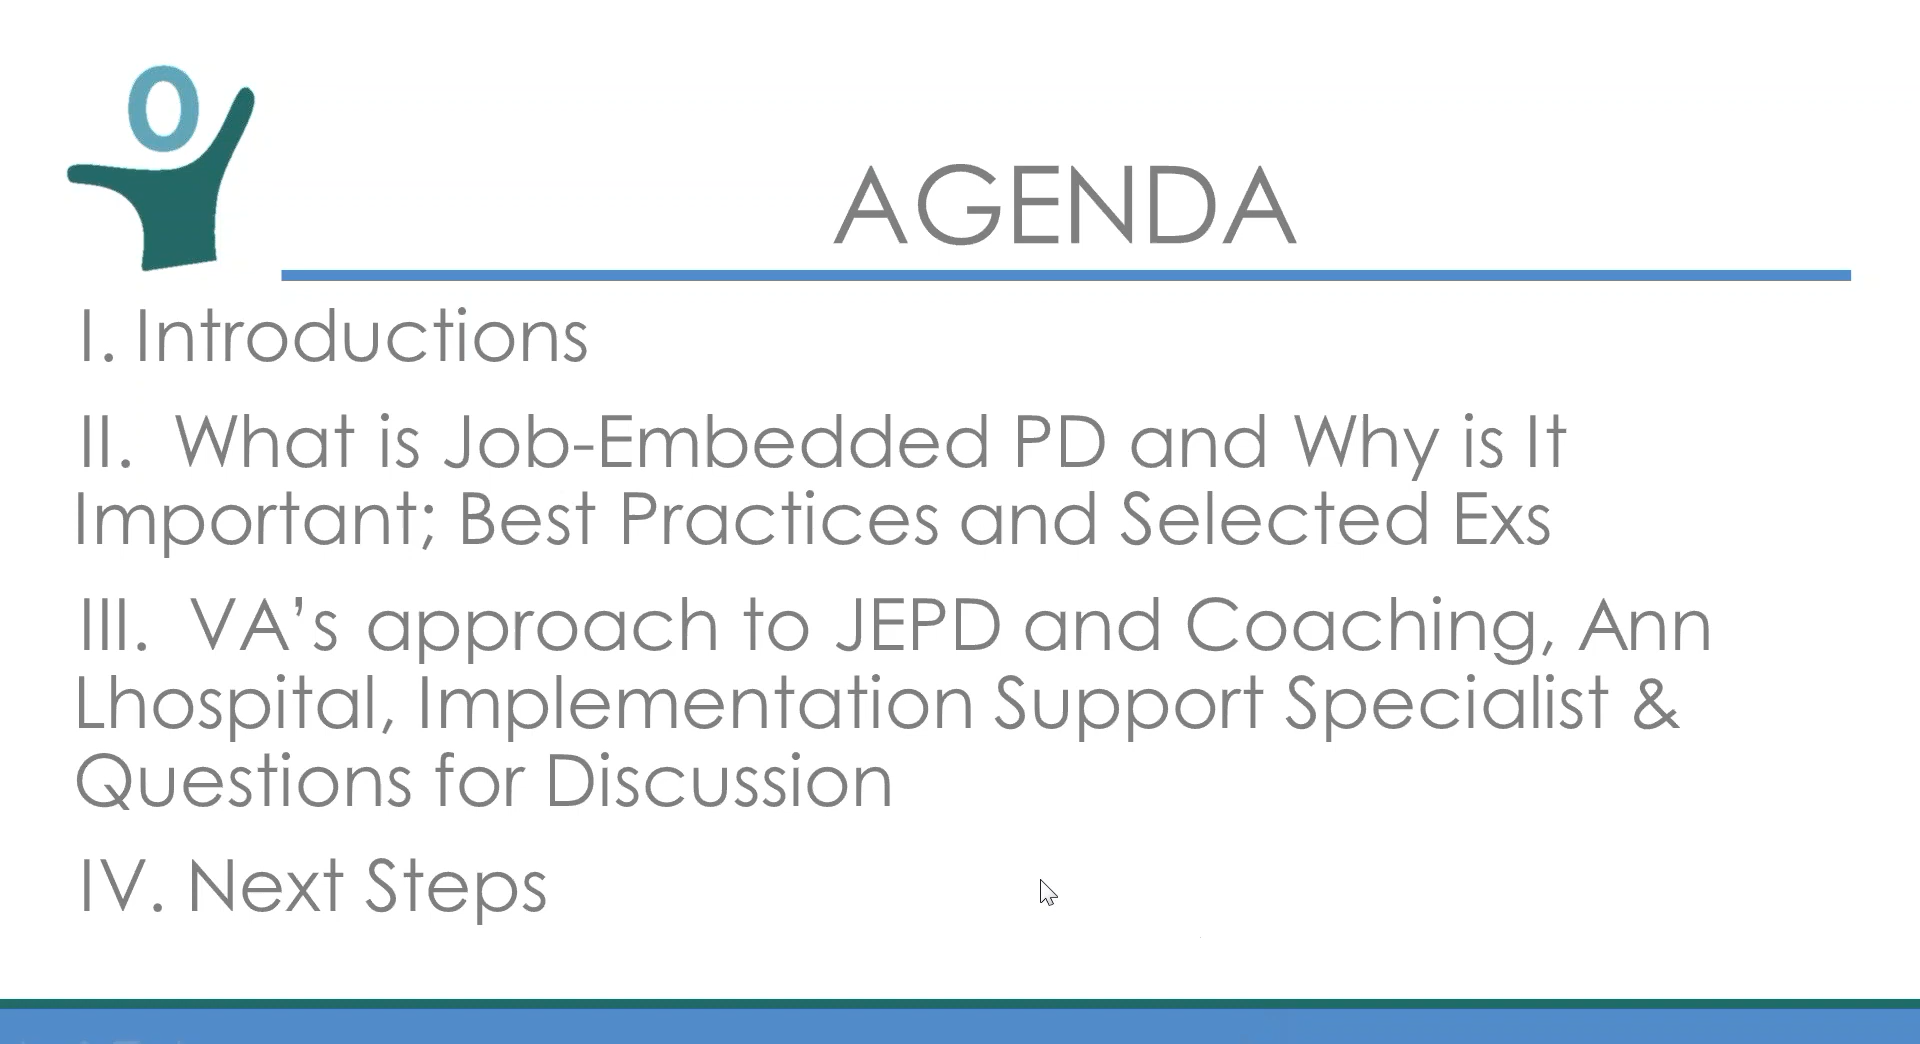 AGENDA
I. Introductions
II. What is Job-Embedded PD and Why is It
Important; Best Practices and Selected Exs
III. VA’s approach to JEPD and Coaching, Ann
Lhospital, Implementation Support Specialist &
Questions for Discussion
IV. Next Steps